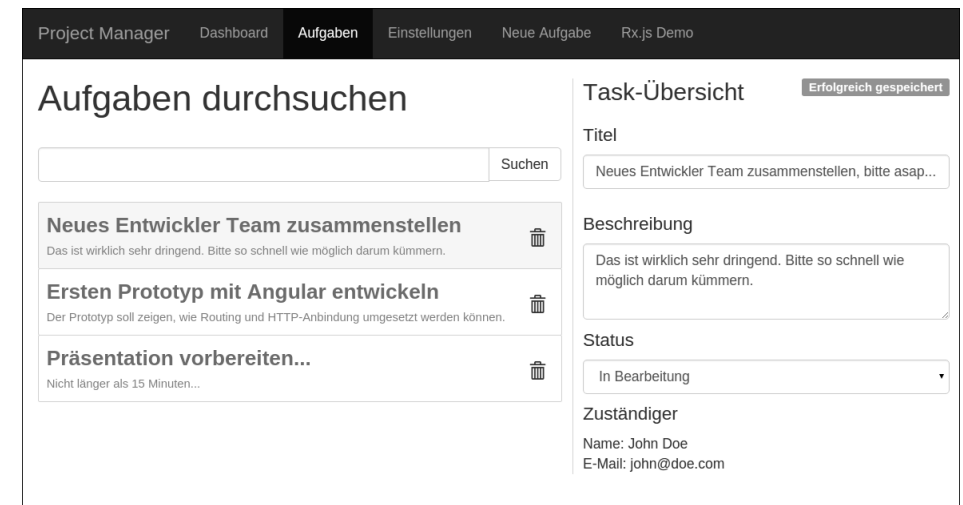 Project Manager Dashboard Aufgaben Einstellungen Neue Aufgabe Rx.js Demo
Aufgaben durchsuchen
Suchen
Neues Entwickler Team zusammenstellen
Das ist wirklich sehr dringend. Bitte so schnell wie möglich darum kümmern.
Ersten Prototyp mit Angular entwickeln
Der Prototyp soll zeigen, wie Routing und HTTP-Anbindung umgesetzt werden können.
Präsentation vorbereiten...
Nicht länger als 15 Minuten...
Task-Übersicht Erfolgreich gespeichert
Titel
Neues Entwickler Team zusammenstellen, bitte asap...
Beschreibung
Das ist wirklich sehr dringend. Bitte so schnell wie
möglich darum kümmern.
Status
In Bearbeitung
Zuständiger
Name: John Doe
E-Mail: john@doe.com